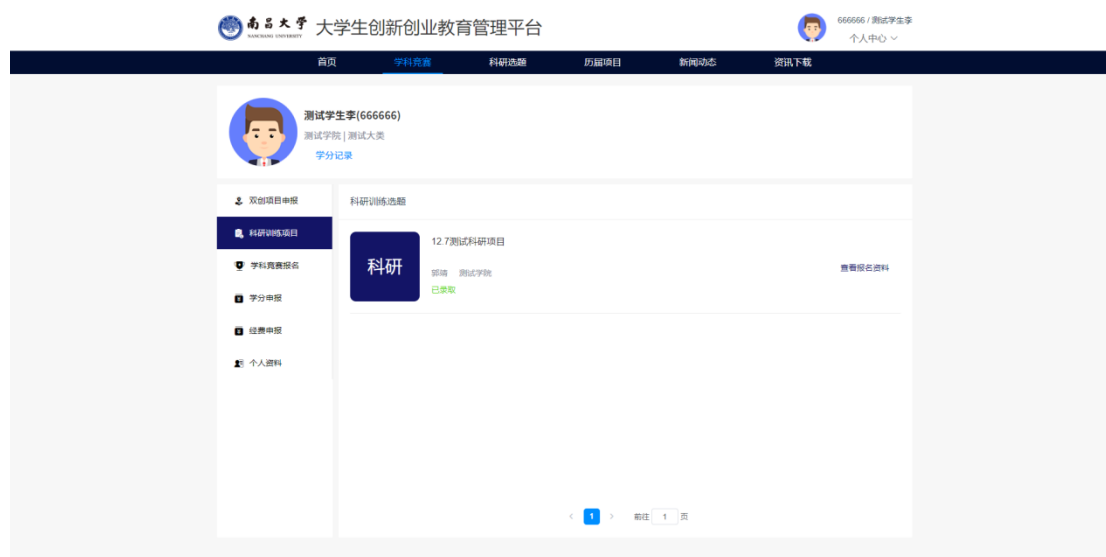 南昌大学 大学生创新创业教育管理平台
NANCHANG UNIVERSITY
666666 / 测试学生李
个人中心
首页 学科竞赛 科研选题 历届项目 新闻动态 资讯下载
测试学生李(666666)
测试学院 | 测试大类
学分记录
双创项目申报
科研训练项目
学科竞赛报名
学分申报
经费申报
个人资料
科研训练选题
科研
12.7测试科研项目
郭靖 测试学院
已录取
查看报名资料
< 1 > 前往 1 页